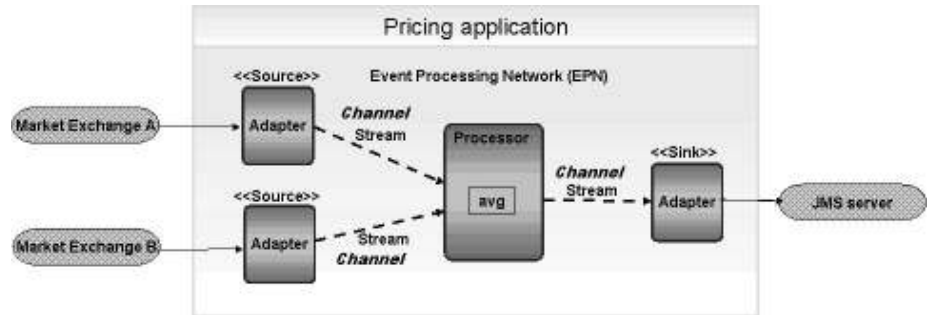 Pricing application
<<Source>>
Event Processing Network (EPN)
Market Exchange A
Adapter
Channel
Stream
Processor
<<Sink>>
Channel
Stream
<<Source>>
avg
Adapter
JMS server
Market Exchange B
Adapter
Stream
Channel